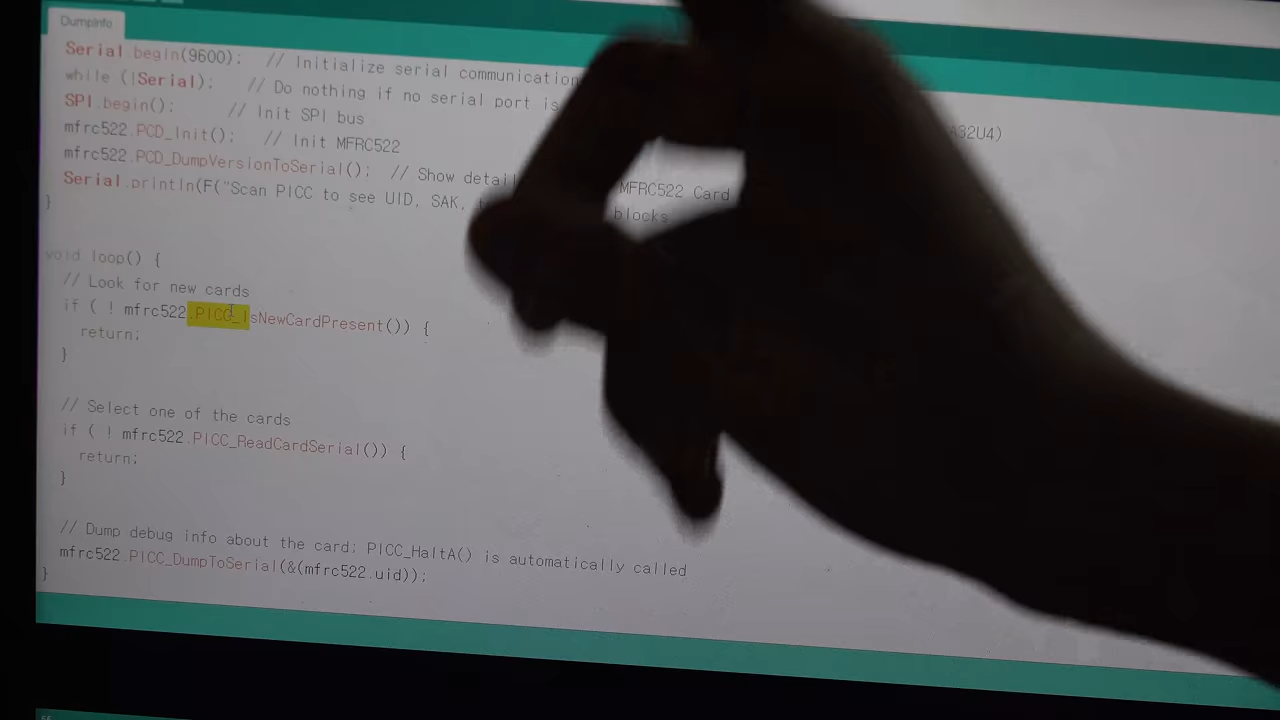 DumpInfo
Serial.begin(9600); // Initialize serial communication
while (!Serial); // Do nothing if no serial port is A32U4)
SPI.begin(); // Init SPI bus
mfrc522.PCD_Init(); // Init MFRC522
mfrc522.PCD_DumpVersionToSerial(); // Show detail MFRC522 Card
Serial.println(F("Scan PICC to see UID, SAK, blocks
}
void loop() {
// Look for new cards
if ( ! mfrc522.PICC_IsNewCardPresent()) {
return;
}
// Select one of the cards
if ( ! mfrc522.PICC_ReadCardSerial()) {
return;
}
// Dump debug info about the card; PICC_HaltA() is automatically called
mfrc522.PICC_DumpToSerial(&(mfrc522.uid));
}